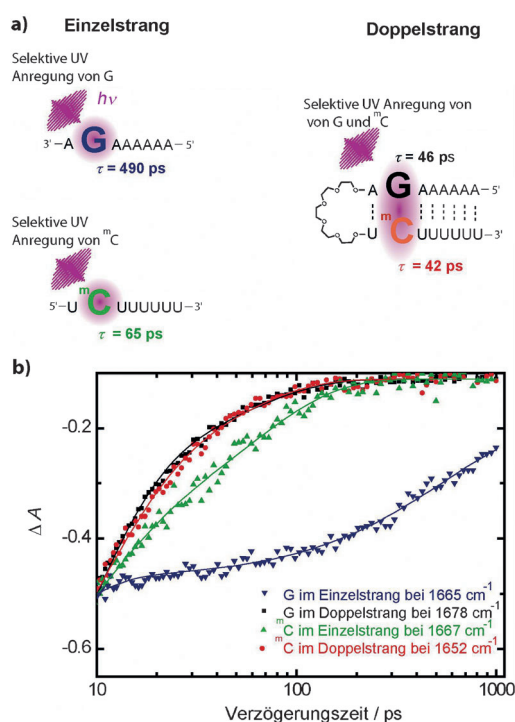 a)
Einzelstrang
Doppelstrang
Selektive UV
Anregung von G
hν
3'- A G AAAAAA - 5'
τ = 490 ps
Selektive UV
Anregung von ᵐC
5'- U ᵐC UUUUUU - 3'
τ = 65 ps
Selektive UV Anregung von
von G und ᵐC
τ = 46 ps
A G AAAAAA - 5'
O O O O O
U ᵐC UUUUUU - 3'
τ = 42 ps
b)
-0.2
-0.4
-0.6
Δ A
G im Einzelstrang bei 1665 cm⁻¹
G im Doppelstrang bei 1678 cm⁻¹
ᵐC im Einzelstrang bei 1667 cm⁻¹
ᵐC im Doppelstrang bei 1652 cm⁻¹
10 100 1000
Verzögerungszeit / ps